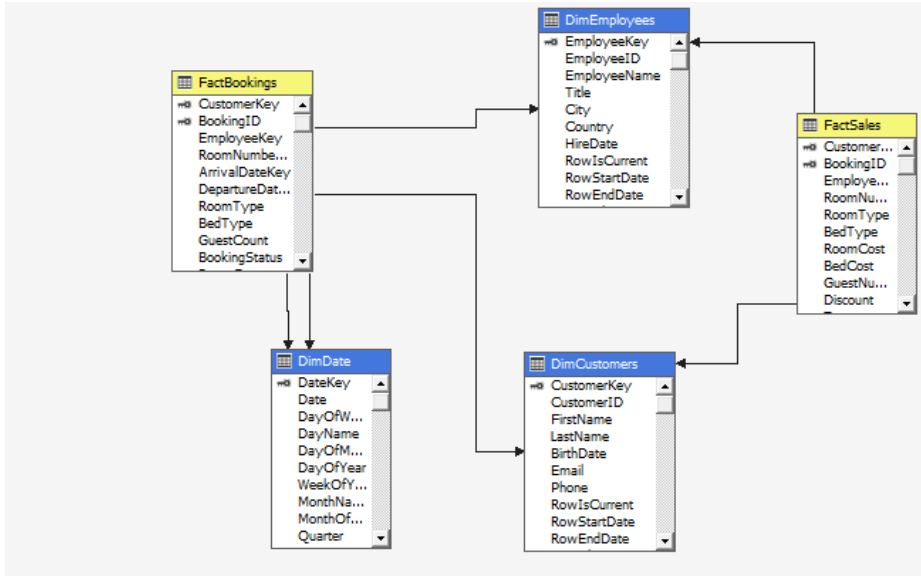 FactBookings
CustomerKey
BookingID
EmployeeKey
RoomNumbe...
ArrivalDateKey
DepartureDat...
RoomType
BedType
GuestCount
BookingStatus
DimEmployees
EmployeeKey
EmployeeID
EmployeeName
Title
City
Country
HireDate
RowIsCurrent
RowStartDate
RowEndDate
FactSales
Customer...
BookingID
Employe...
RoomNu...
RoomType
BedType
RoomCost
BedCost
GuestNu...
Discount
DimDate
DateKey
Date
DayOfW...
DayName
DayOfM...
DayOfYear
WeekOfY...
MonthNa...
MonthOf...
Quarter
DimCustomers
CustomerKey
CustomerID
FirstName
LastName
BirthDate
Email
Phone
RowIsCurrent
RowStartDate
RowEndDate